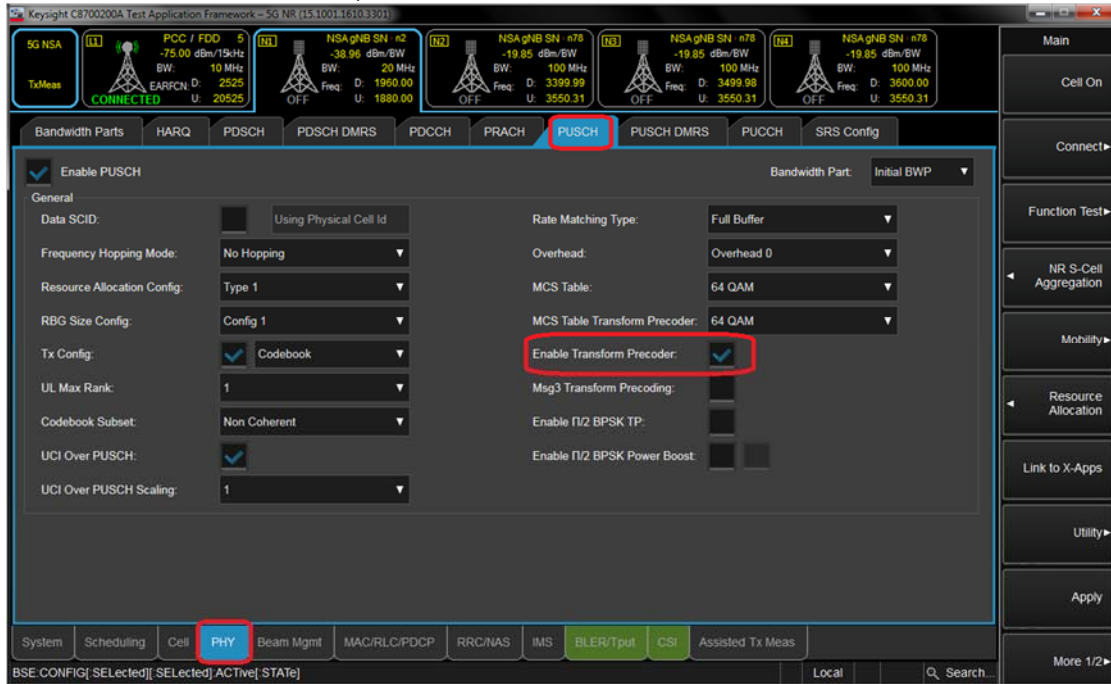 Keysight C8700200A Test Application Framework – 5G NR (15.1001.1610.3301)
5G NSA
TxMeas
L1
PCC / FDD 5
-75.00 dBm/15kHz
BW: 10 MHz
EARFCN: D: 2525
CONNECTED U: 20525
N1
NSA gNB SN · n2
-38.96 dBm/BW
BW: 20 MHz
Freq: D: 1960.00
OFF U: 1880.00
N2
NSA gNB SN · n78
-19.85 dBm/BW
BW: 100 MHz
Freq: D: 3399.99
OFF U: 3550.31
N3
NSA gNB SN · n78
-19.85 dBm/BW
BW: 100 MHz
Freq: D: 3499.98
OFF U: 3550.31
N4
NSA gNB SN · n78
-19.85 dBm/BW
BW: 100 MHz
Freq: D: 3600.00
OFF U: 3550.31
Bandwidth Parts HARQ PDSCH PDSCH DMRS PDCCH PRACH PUSCH PUSCH DMRS PUCCH SRS Config
Enable PUSCH
Bandwidth Part: Initial BWP
General
Data SCID: Using Physical Cell Id
Frequency Hopping Mode: No Hopping
Resource Allocation Config: Type 1
RBG Size Config: Config 1
Tx Config: Codebook
UL Max Rank: 1
Codebook Subset: Non Coherent
UCI Over PUSCH:
UCI Over PUSCH Scaling: 1
Rate Matching Type: Full Buffer
Overhead: Overhead 0
MCS Table: 64 QAM
MCS Table Transform Precoder: 64 QAM
Enable Transform Precoder:
Msg3 Transform Precoding:
Enable Π/2 BPSK TP:
Enable Π/2 BPSK Power Boost:
System Scheduling Cell PHY Beam Mgmt MAC/RLC/PDCP RRC/NAS IMS BLER/Tput CSI Assisted Tx Meas
BSE:CONFIG[:SELected][:SELected]:ACTive[:STATe]
Local
Search...
Main
Cell On
Connect
Function Test
NR S-Cell
Aggregation
Mobility
Resource
Allocation
Link to X-Apps
Utility
Apply
More 1/2